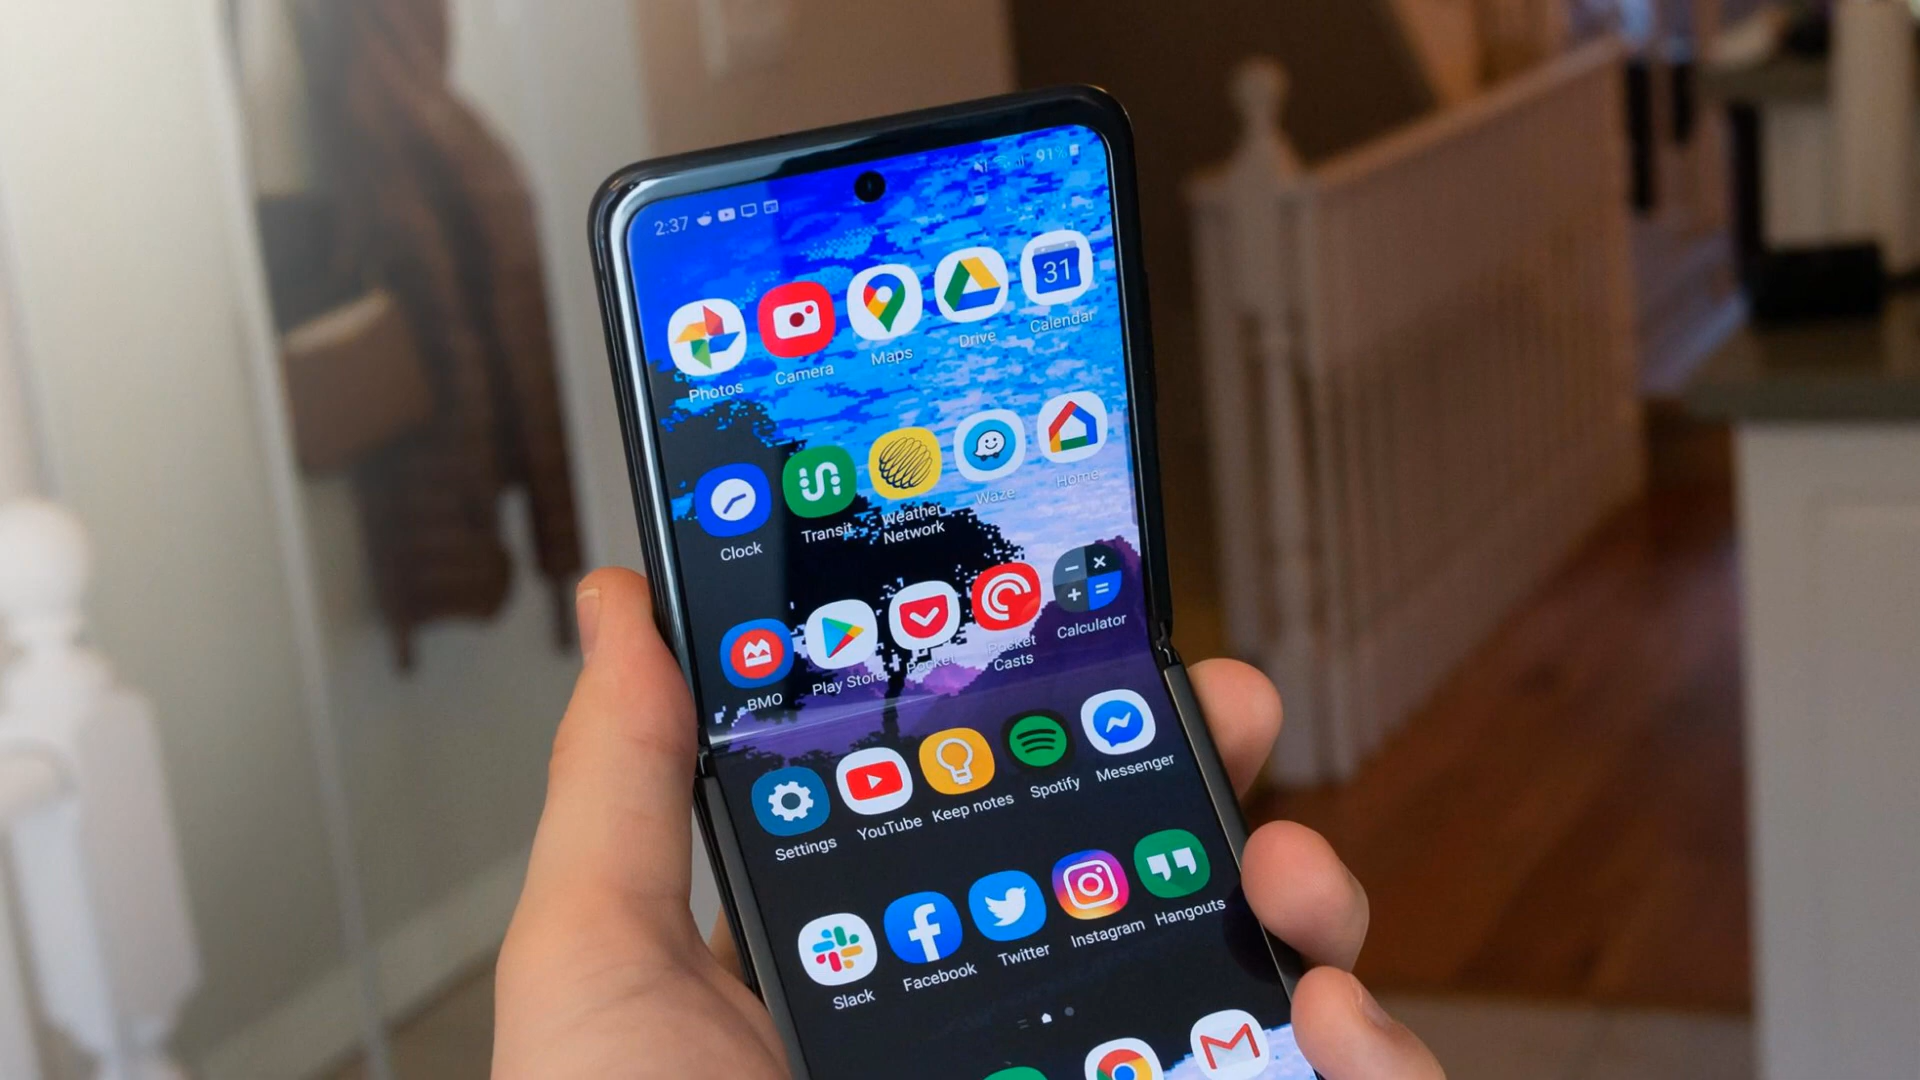 2:37
91%
31
Photos
Camera
Maps
Drive
Calendar
Clock
Transit
Weather
Network
Waze
Home
BMO
Play Store
Pocket
Pocket
Casts
Calculator
Settings
YouTube
Keep notes
Spotify
Messenger
Slack
Facebook
Twitter
Instagram
Hangouts